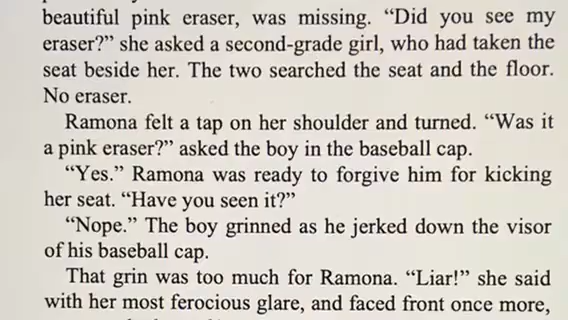 beautiful pink eraser, was missing. “Did you see my
eraser?” she asked a second-grade girl, who had taken the
seat beside her. The two searched the seat and the floor.
No eraser.
Ramona felt a tap on her shoulder and turned. “Was it
a pink eraser?” asked the boy in the baseball cap.
“Yes.” Ramona was ready to forgive him for kicking
her seat. “Have you seen it?”
“Nope.” The boy grinned as he jerked down the visor
of his baseball cap.
That grin was too much for Ramona. “Liar!” she said
with her most ferocious glare, and faced front once more,